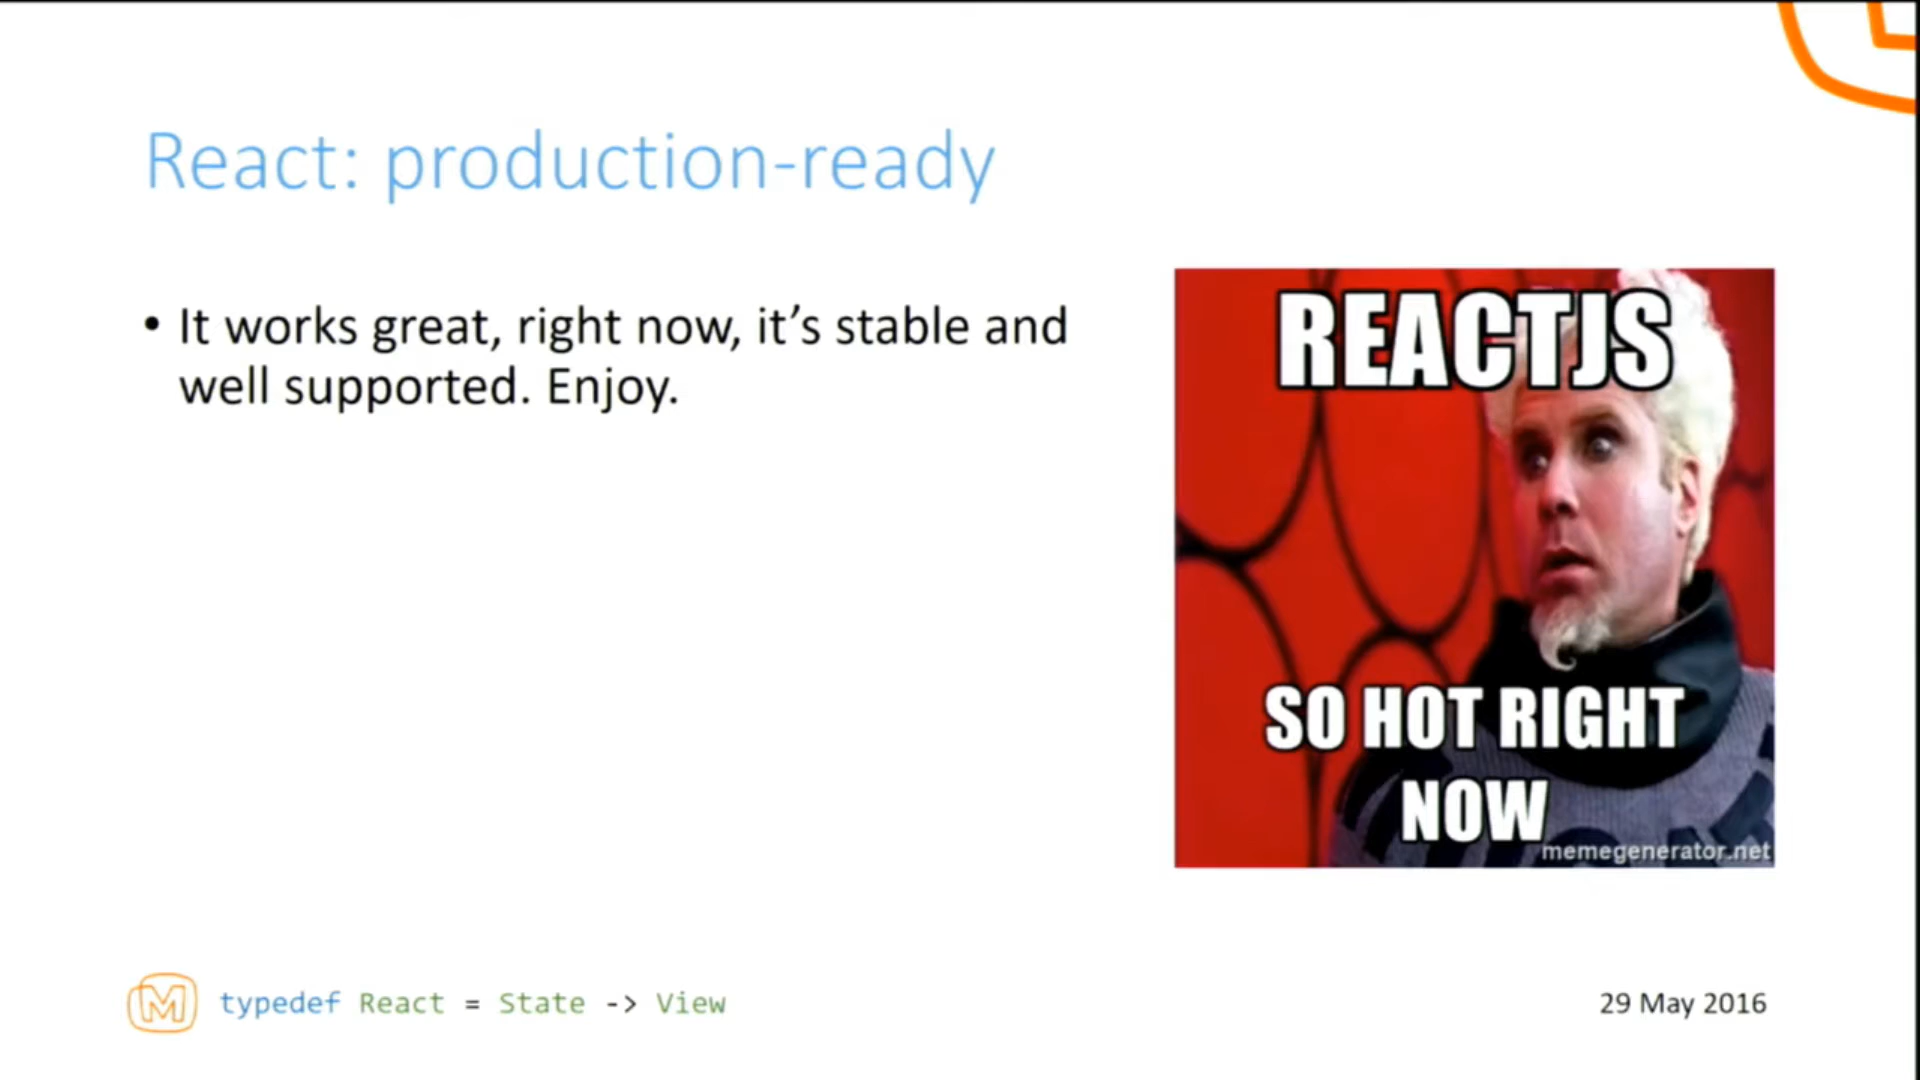 React: production-ready
• It works great, right now, it’s stable and
well supported. Enjoy.
REACTJS
SO HOT RIGHT
NOW
memegenerator.net
M
typedef React = State -> View
29 May 2016